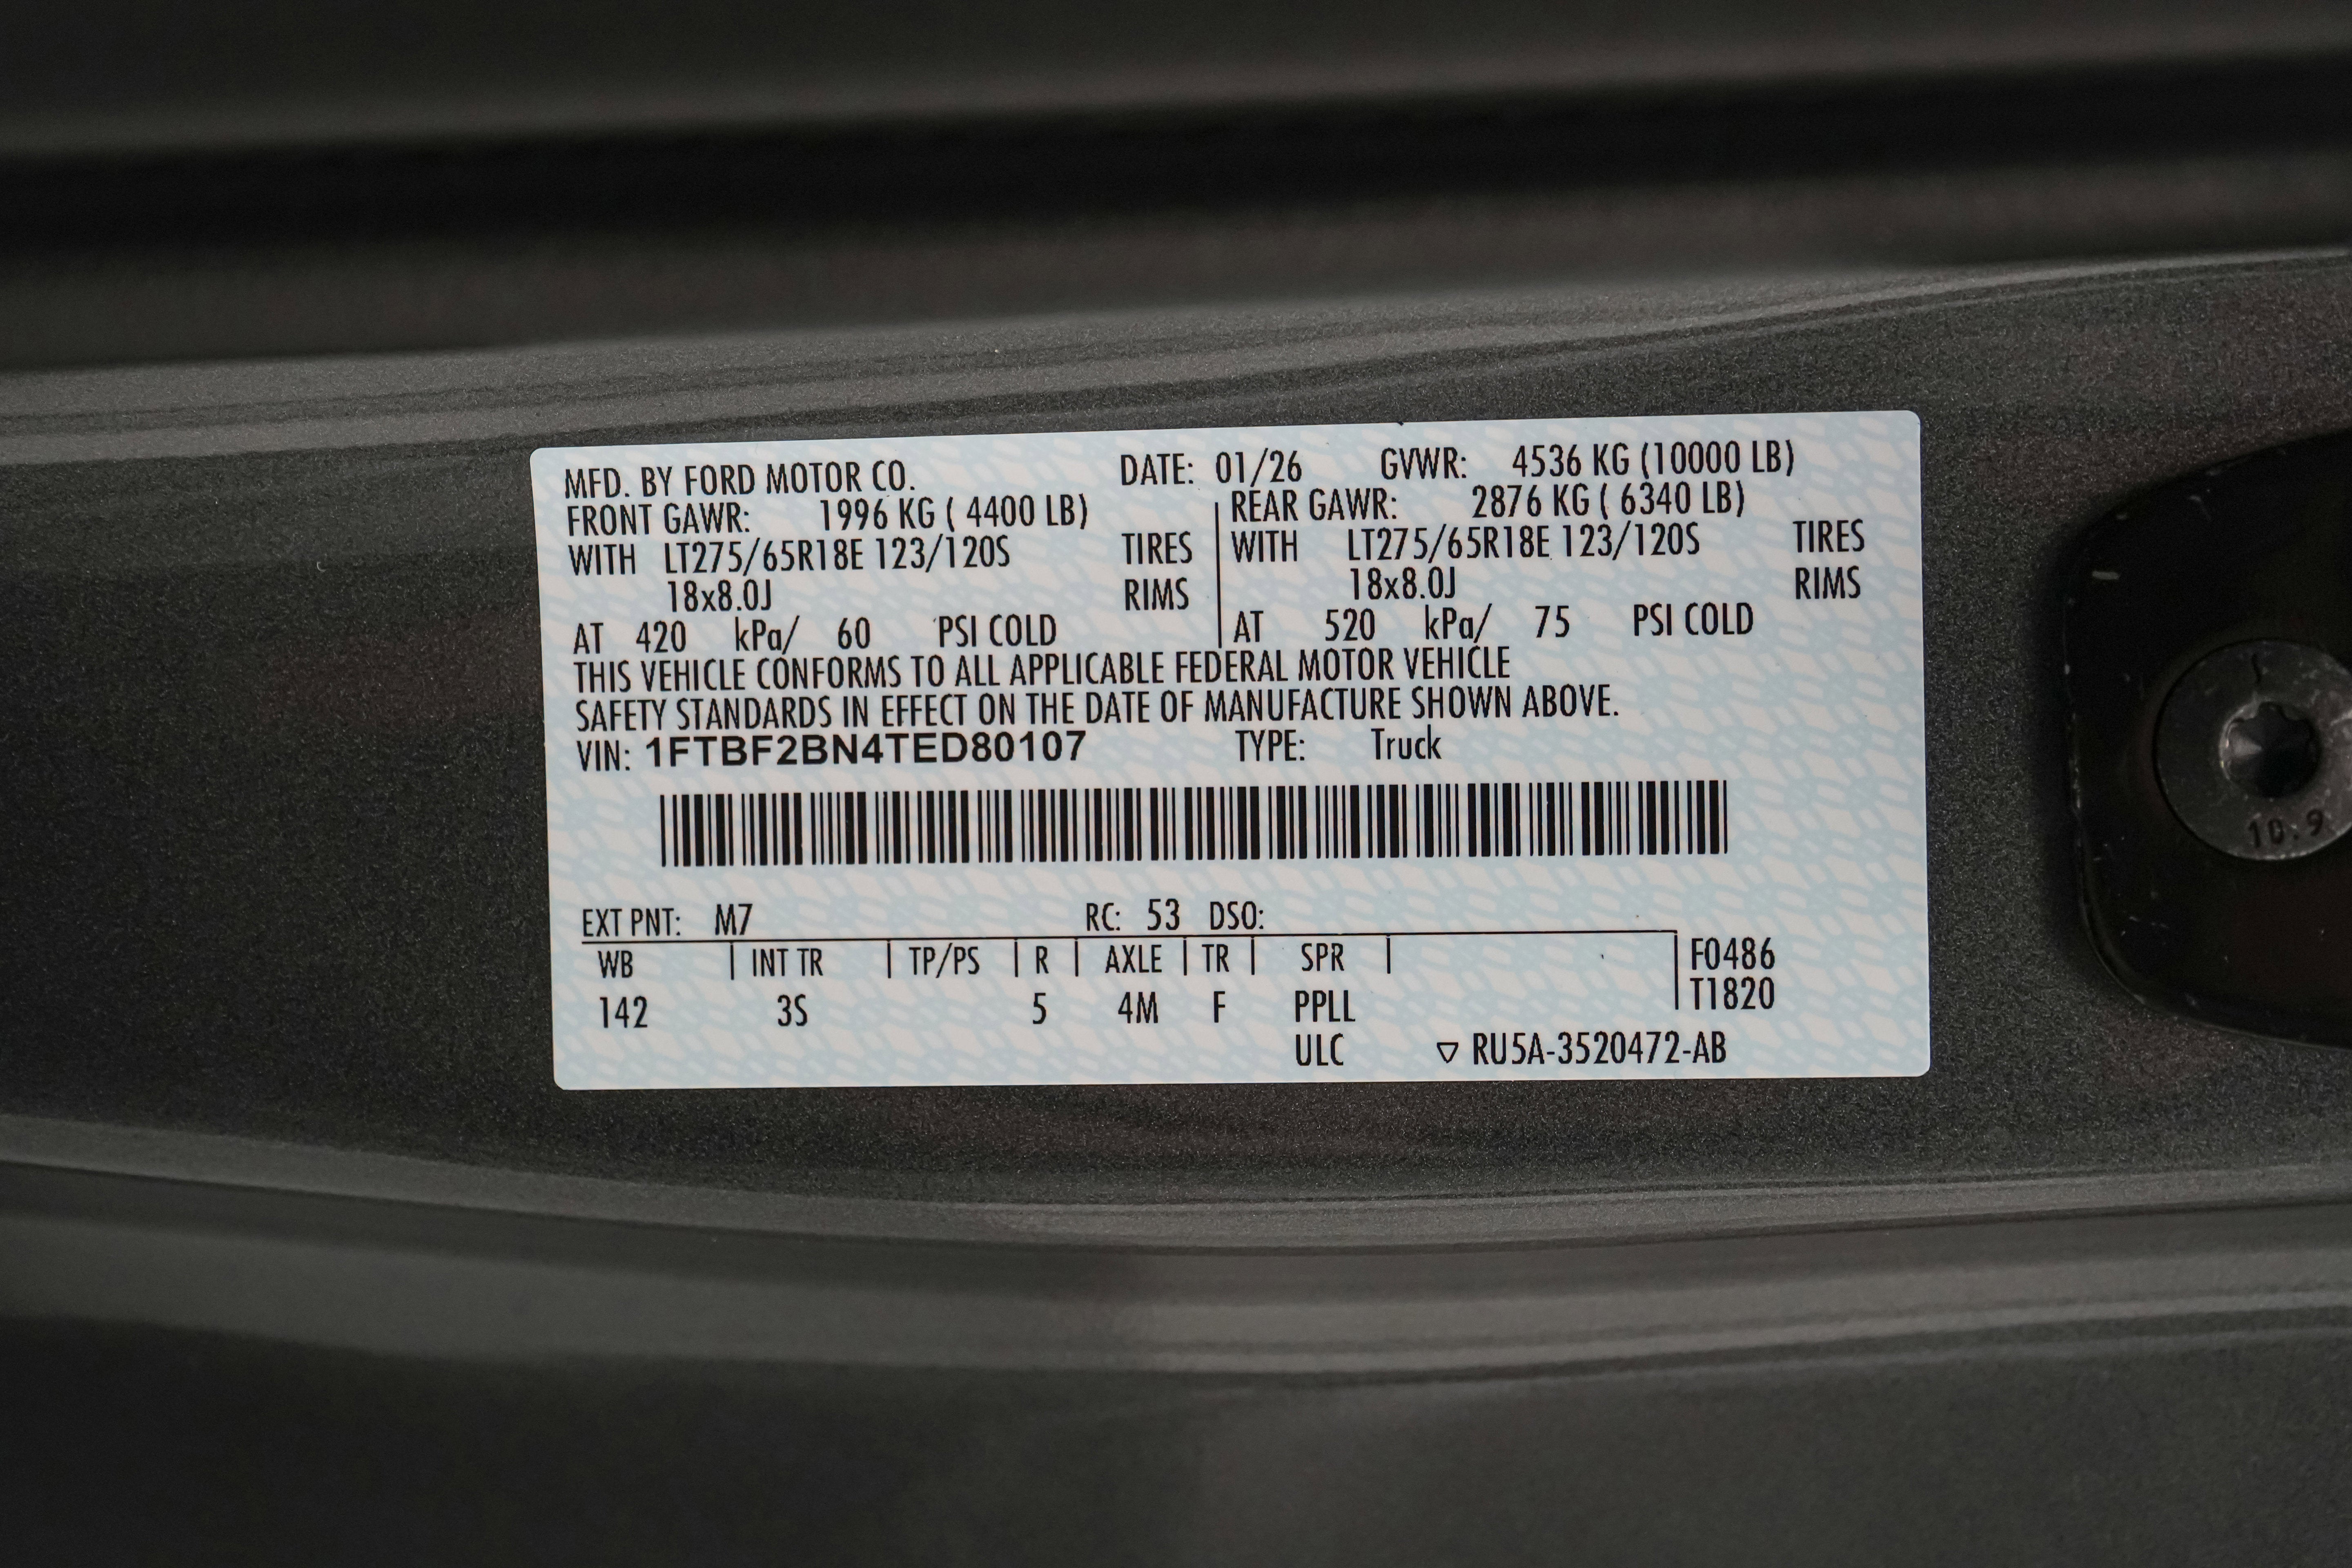 MFD. BY FORD MOTOR CO. DATE: 01/26 GVWR: 4536 KG (10000 LB)
FRONT GAWR: 1996 KG ( 4400 LB) REAR GAWR: 2876 KG ( 6340 LB)
WITH LT275/65R18E 123/120S TIRES WITH LT275/65R18E 123/120S TIRES
18x8.0J RIMS 18x8.0J RIMS
AT 420 kPa/ 60 PSI COLD AT 520 kPa/ 75 PSI COLD
THIS VEHICLE CONFORMS TO ALL APPLICABLE FEDERAL MOTOR VEHICLE
SAFETY STANDARDS IN EFFECT ON THE DATE OF MANUFACTURE SHOWN ABOVE.
VIN: 1FTBF2BN4TED80107 TYPE: Truck
EXT PNT: M7 RC: 53 DSO:
WB INT TR TP/PS R AXLE TR SPR F0486
142 3S 5 4M F PPLL T1820
ULC ▽ RU5A-3520472-AB
10.9